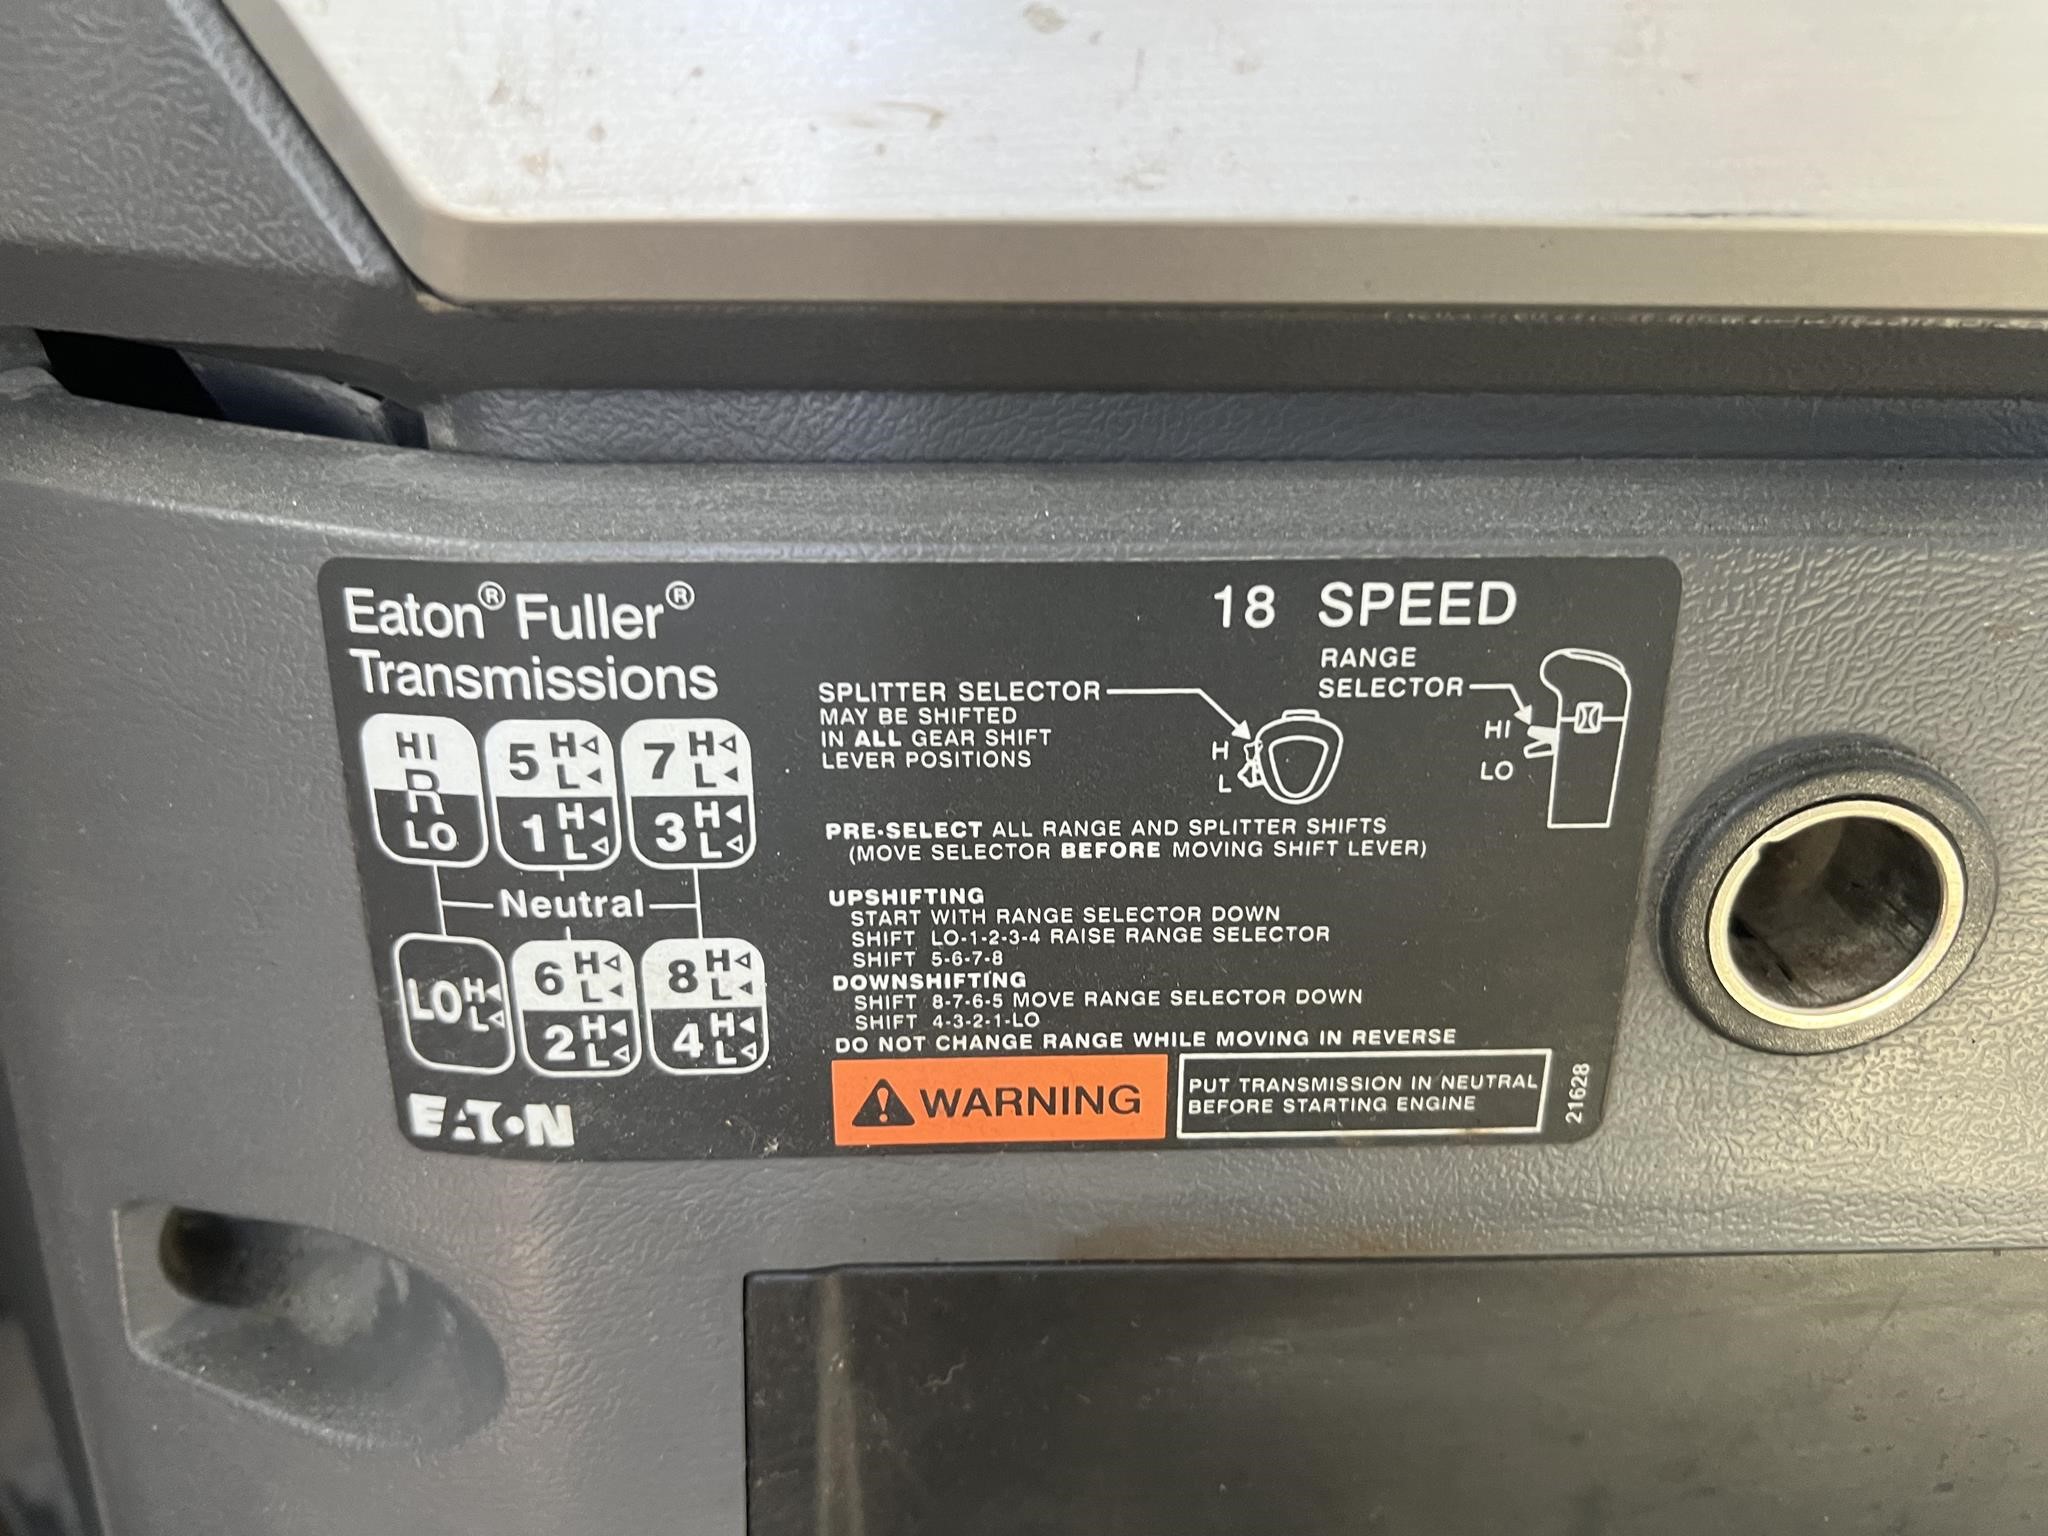 Eaton® Fuller®
Transmissions
18 SPEED
HI
R
LO
5 H L
1 H L
7 H L
3 H L
Neutral
LO H L
6 H L
2 H L
8 H L
4 H L
EATON
SPLITTER SELECTOR
MAY BE SHIFTED
IN ALL GEAR SHIFT
LEVER POSITIONS
H
L
RANGE
SELECTOR
HI
LO
PRE-SELECT ALL RANGE AND SPLITTER SHIFTS
(MOVE SELECTOR BEFORE MOVING SHIFT LEVER)
UPSHIFTING
START WITH RANGE SELECTOR DOWN
SHIFT LO-1-2-3-4 RAISE RANGE SELECTOR
SHIFT 5-6-7-8
DOWNSHIFTING
SHIFT 8-7-6-5 MOVE RANGE SELECTOR DOWN
SHIFT 4-3-2-1-LO
DO NOT CHANGE RANGE WHILE MOVING IN REVERSE
WARNING
PUT TRANSMISSION IN NEUTRAL
BEFORE STARTING ENGINE
21628